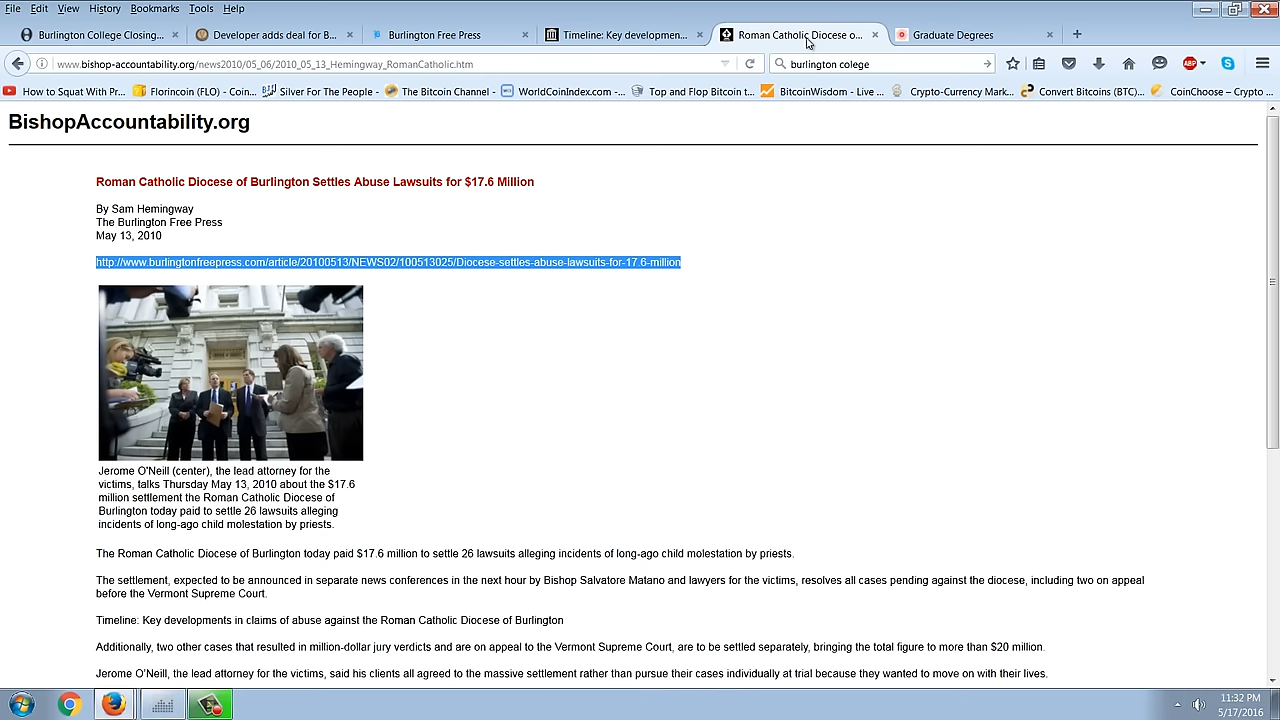 File Edit View History Bookmarks Tools Help
Burlington College Closing... Developer adds deal for B... Burlington Free Press Timeline: Key developmen... Roman Catholic Diocese o... Graduate Degrees
www.bishop-accountability.org/news2010/05_06/2010_05_13_Hemingway_RomanCatholic.htm burlington colege
How to Squat With Pr... Florincoin (FLO) - Coin... Silver For The People - ... The Bitcoin Channel - ... WorldCoinIndex.com -... Top and Flop Bitcoin t... BitcoinWisdom - Live ... Crypto-Currency Mark... Convert Bitcoins (BTC)... CoinChoose – Crypto ...
BishopAccountability.org
Roman Catholic Diocese of Burlington Settles Abuse Lawsuits for $17.6 Million
By Sam Hemingway
The Burlington Free Press
May 13, 2010
http://www.burlingtonfreepress.com/article/20100513/NEWS02/100513025/Diocese-settles-abuse-lawsuits-for-17.6-million
Jerome O'Neill (center), the lead attorney for the
victims, talks Thursday May 13, 2010 about the $17.6
million settlement the Roman Catholic Diocese of
Burlington today paid to settle 26 lawsuits alleging
incidents of long-ago child molestation by priests.
The Roman Catholic Diocese of Burlington today paid $17.6 million to settle 26 lawsuits alleging incidents of long-ago child molestation by priests.
The settlement, expected to be announced in separate news conferences in the next hour by Bishop Salvatore Matano and lawyers for the victims, resolves all cases pending against the diocese, including two on appeal
before the Vermont Supreme Court.
Timeline: Key developments in claims of abuse against the Roman Catholic Diocese of Burlington
Additionally, two other cases that resulted in million-dollar jury verdicts and are on appeal to the Vermont Supreme Court, are to be settled separately, bringing the total figure to more than $20 million.
Jerome O'Neill, the lead attorney for the victims, said his clients all agreed to the massive settlement rather than pursue their cases individually at trial because they wanted to move on with their lives.
11:32 PM
5/17/2016